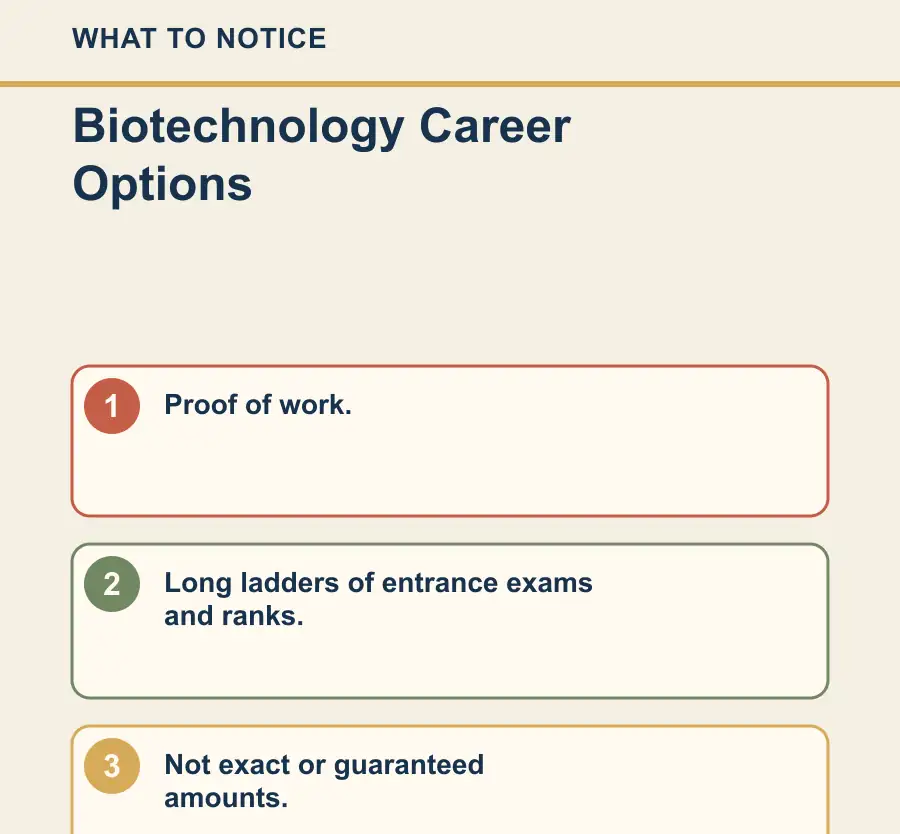 WHAT TO NOTICE
Biotechnology Career
Options
1
Proof of work.
2
Long ladders of entrance exams
and ranks.
3
Not exact or guaranteed
amounts.